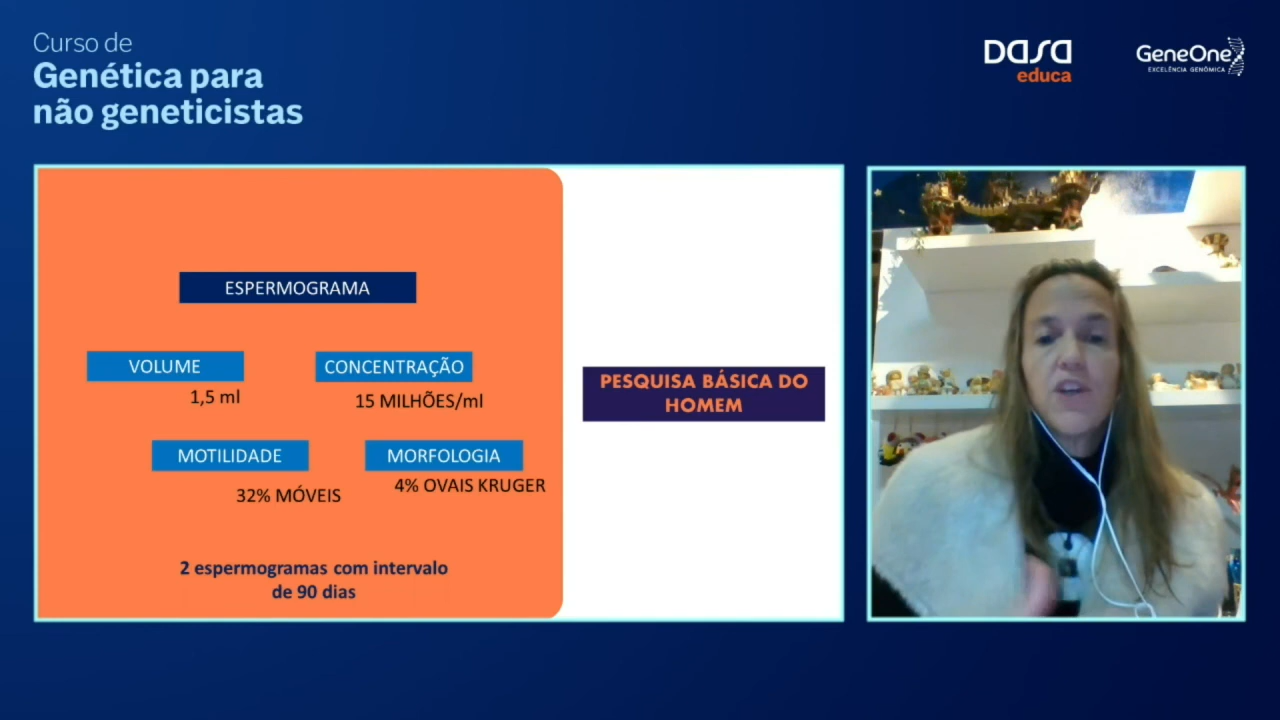 Curso de
Genética para
não geneticistas
DASA
educa
GeneOne
EXCELÊNCIA GENÔMICA
ESPERMOGRAMA
VOLUME
1,5 ml
CONCENTRAÇÃO
15 MILHÕES/ml
MOTILIDADE
32% MÓVEIS
MORFOLOGIA
4% OVAIS KRUGER
2 espermogramas com intervalo
de 90 dias
PESQUISA BÁSICA DO
HOMEM